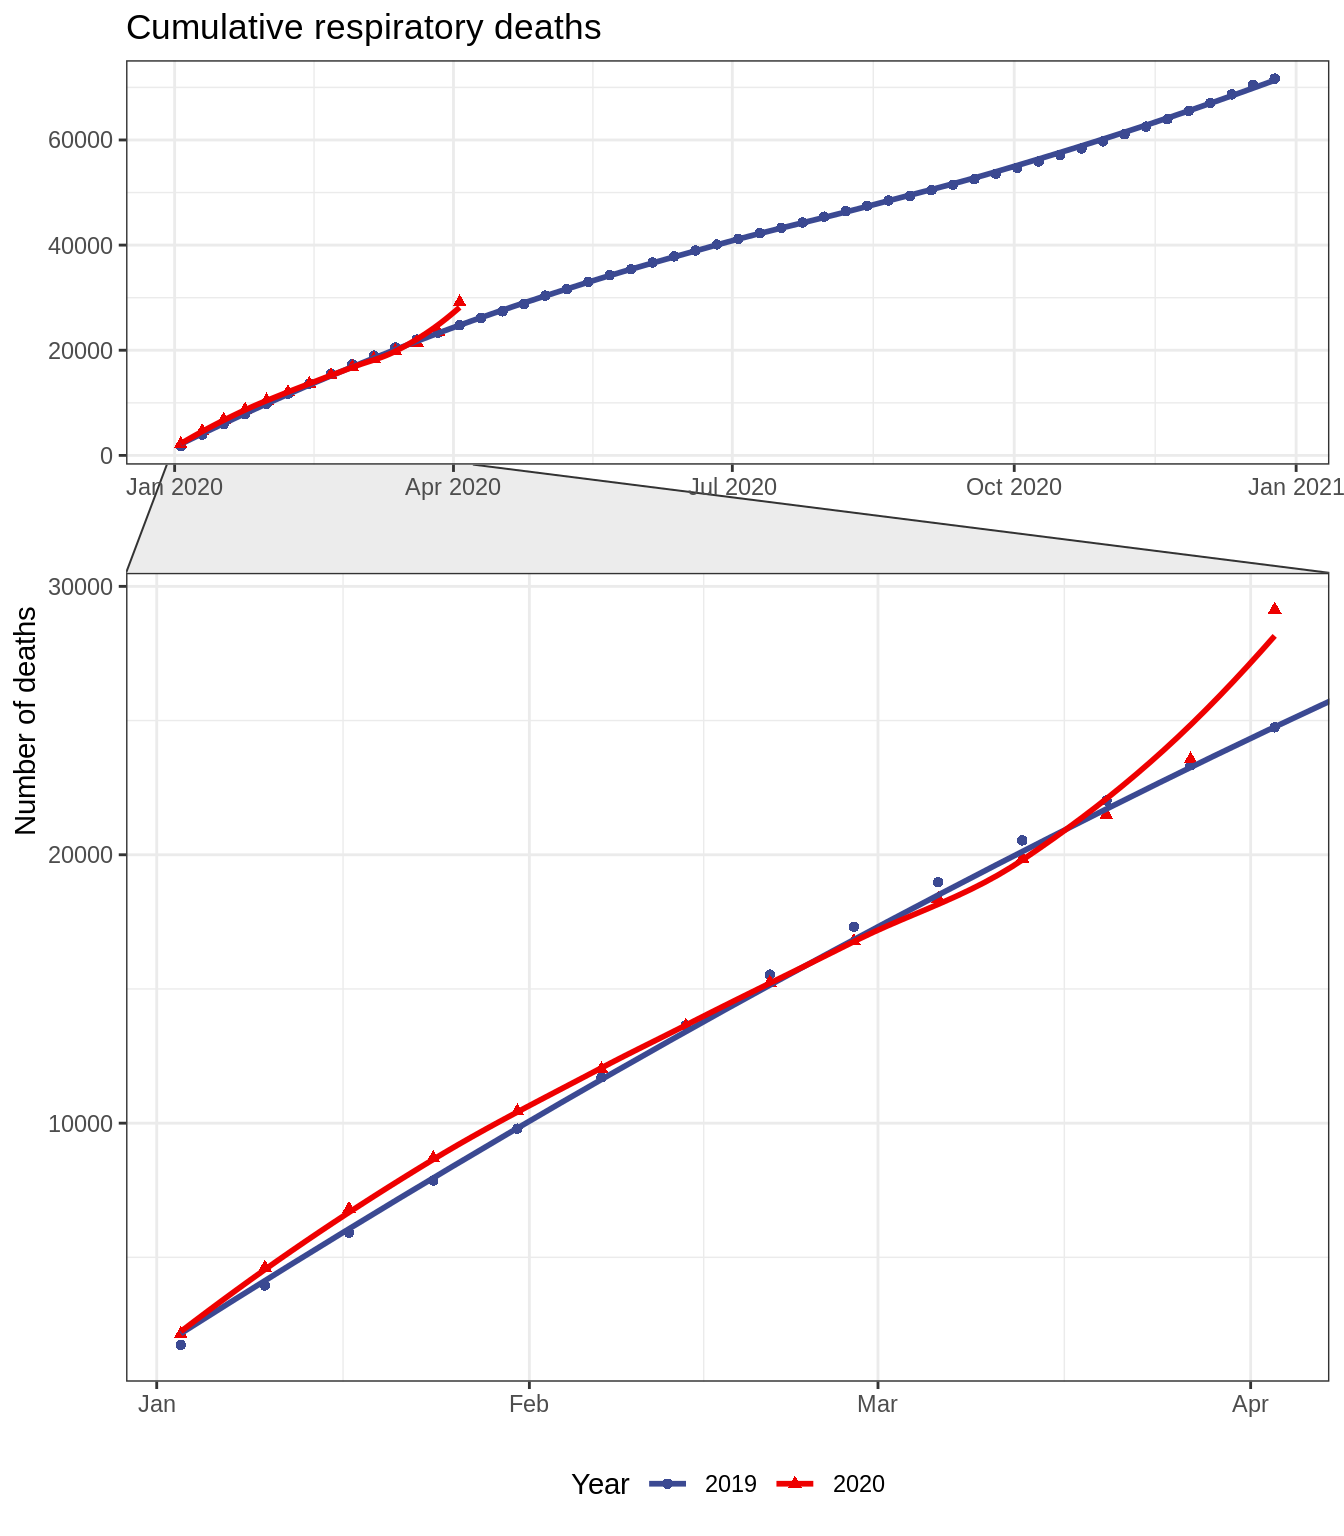 Cumulative respiratory deaths
60000
40000
20000
0
Jan 2020 Apr 2020 Jul 2020 Oct 2020 Jan 2021
Number of deaths
30000
20000
10000
Jan Feb Mar Apr
Year 2019 2020